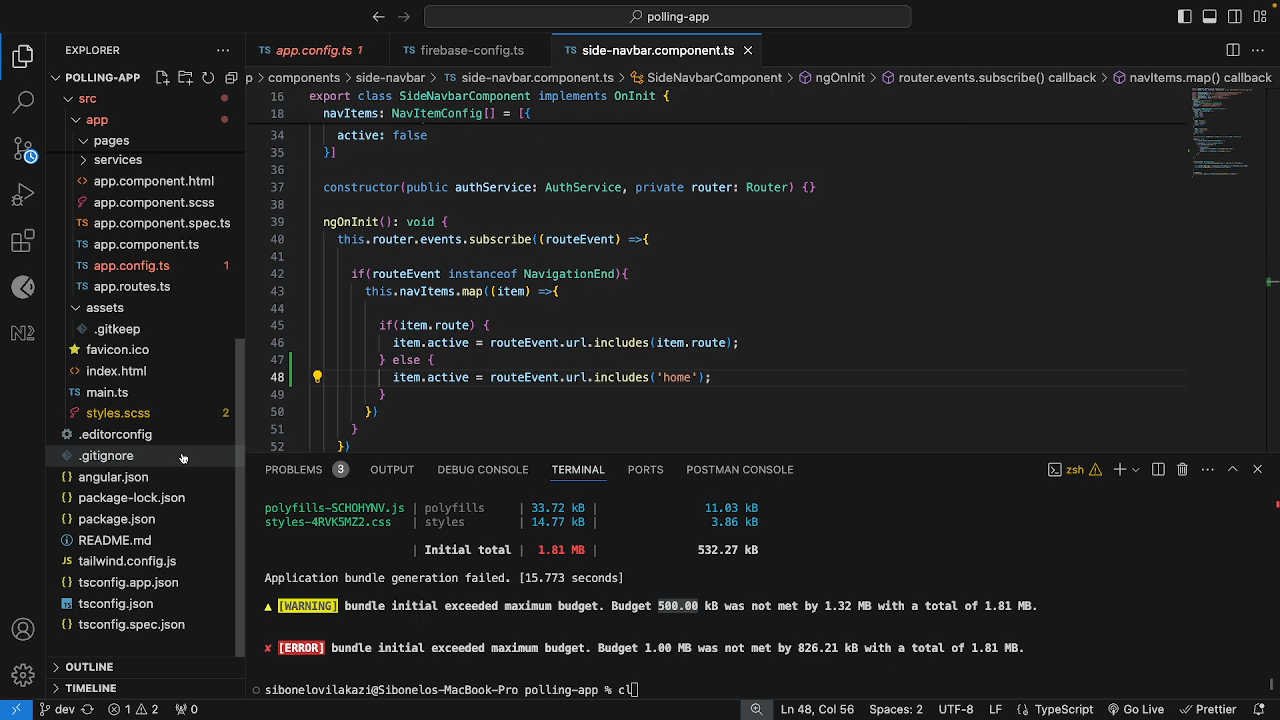 polling-app
EXPLORER
POLLING-APP
src
app
pages
services
app.component.html
app.component.scss
TS app.component.spec.ts
TS app.component.ts
TS app.config.ts 1
TS app.routes.ts
assets
.gitkeep
favicon.ico
index.html
TS main.ts
styles.scss 2
.editorconfig
.gitignore
{} angular.json
{} package-lock.json
{} package.json
README.md
JS tailwind.config.js
{} tsconfig.app.json
TS tsconfig.json
{} tsconfig.spec.json
OUTLINE
TIMELINE
TS app.config.ts 1
TS firebase-config.ts
TS side-navbar.component.ts
p > components > side-navbar > TS side-navbar.component.ts > SideNavbarComponent > ngOnInit > router.events.subscribe() callback > navItems.map() callback
16 export class SideNavbarComponent implements OnInit {
18 navItems: NavItemConfig[] = [{
34 active: false
35 }]
36
37 constructor(public authService: AuthService, private router: Router) {}
38
39 ngOnInit(): void {
40 this.router.events.subscribe((routeEvent) =>{
41
42 if(routeEvent instanceof NavigationEnd){
43 this.navItems.map((item) =>{
44
45 if(item.route) {
46 item.active = routeEvent.url.includes(item.route);
47 } else {
48 item.active = routeEvent.url.includes('home');
49 }
50 })
51 }
52 })
PROBLEMS 3 OUTPUT DEBUG CONSOLE TERMINAL PORTS POSTMAN CONSOLE
zsh
polyfills-SCHOHYNV.js | polyfills | 33.72 kB | 11.03 kB
styles-4RVK5MZ2.css | styles | 14.77 kB | 3.86 kB
| Initial total | 1.81 MB | 532.27 kB
Application bundle generation failed. [15.773 seconds]
▲ [WARNING] bundle initial exceeded maximum budget. Budget 500.00 kB was not met by 1.32 MB with a total of 1.81 MB.
✘ [ERROR] bundle initial exceeded maximum budget. Budget 1.00 MB was not met by 826.21 kB with a total of 1.81 MB.
sibonelovilakazi@Sibonelos-MacBook-Pro polling-app % cl
dev 1 2 0
Ln 48, Col 56 Spaces: 2 UTF-8 LF {} TypeScript Go Live Prettier